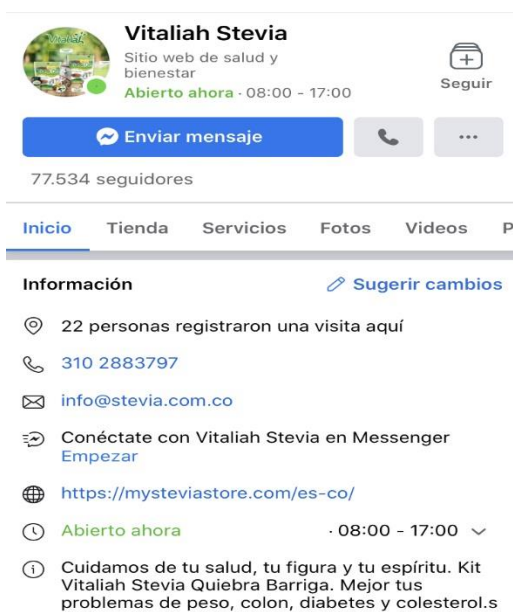 Vitaliah
Vitaliah Stevia
Sitio web de salud y
bienestar
Abierto ahora · 08:00 - 17:00
Seguir
Enviar mensaje
77.534 seguidores
Inicio Tienda Servicios Fotos Videos P
Información Sugerir cambios
22 personas registraron una visita aquí
310 2883797
info@stevia.com.co
Conéctate con Vitaliah Stevia en Messenger
Empezar
https://mysteviastore.com/es-co/
Abierto ahora · 08:00 - 17:00
Cuidamos de tu salud, tu figura y tu espíritu. Kit
Vitaliah Stevia Quiebra Barriga. Mejor tus
problemas de peso, colon, diabetes y colesterol.s